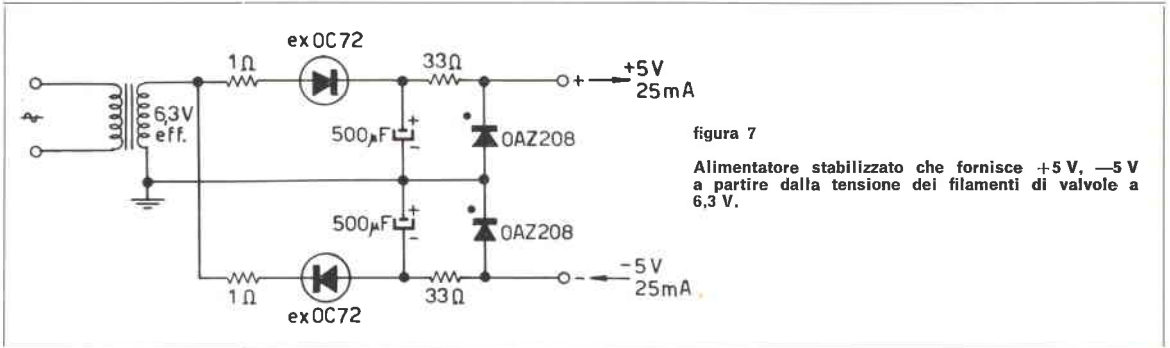 ex OC72
1Ω
33Ω
+
+5V
25mA
6,3V
eff.
500µF
+
-
OAZ208
figura 7
Alimentatore stabilizzato che fornisce +5 V, —5 V
a partire dalla tensione dei filamenti di valvole a
6,3 V.
500µF
+
-
OAZ208
1Ω
ex OC72
33Ω
-
-5V
25mA